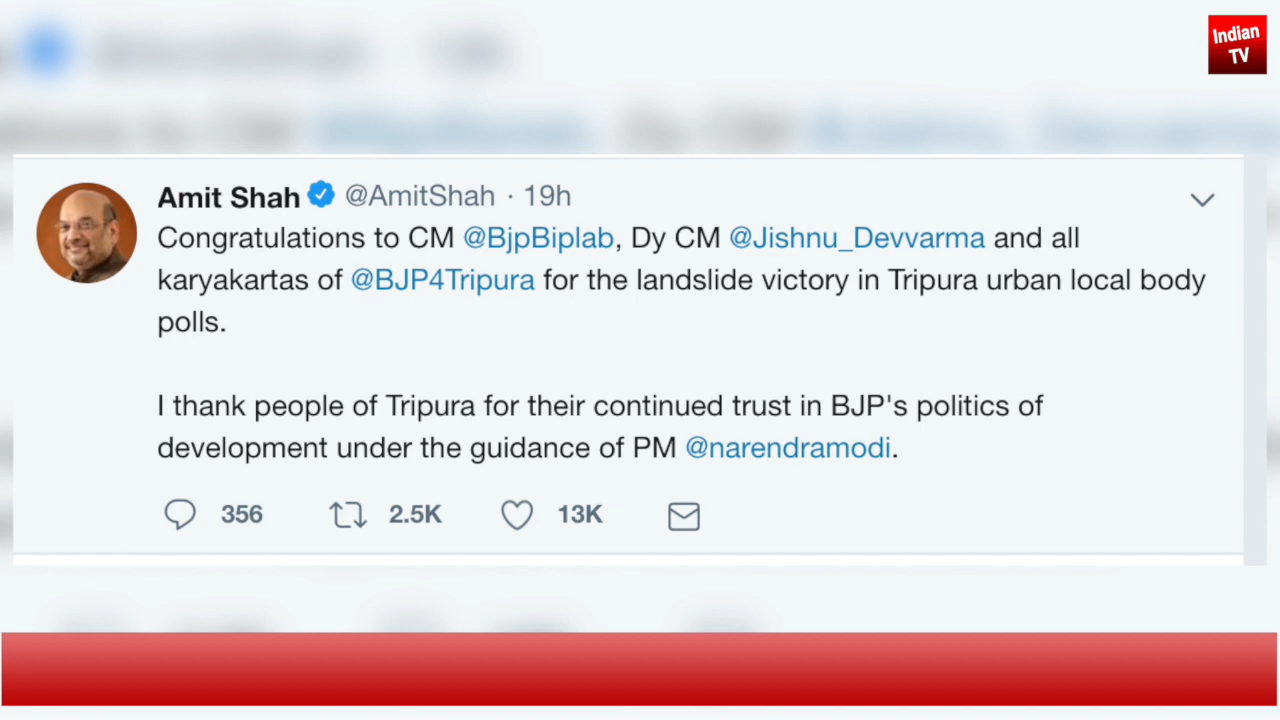 Indian
TV
Amit Shah @AmitShah · 19h
Congratulations to CM @BjpBiplab, Dy CM @Jishnu_Devvarma and all
karyakartas of @BJP4Tripura for the landslide victory in Tripura urban local body
polls.
I thank people of Tripura for their continued trust in BJP's politics of
development under the guidance of PM @narendramodi.
356 2.5K 13K